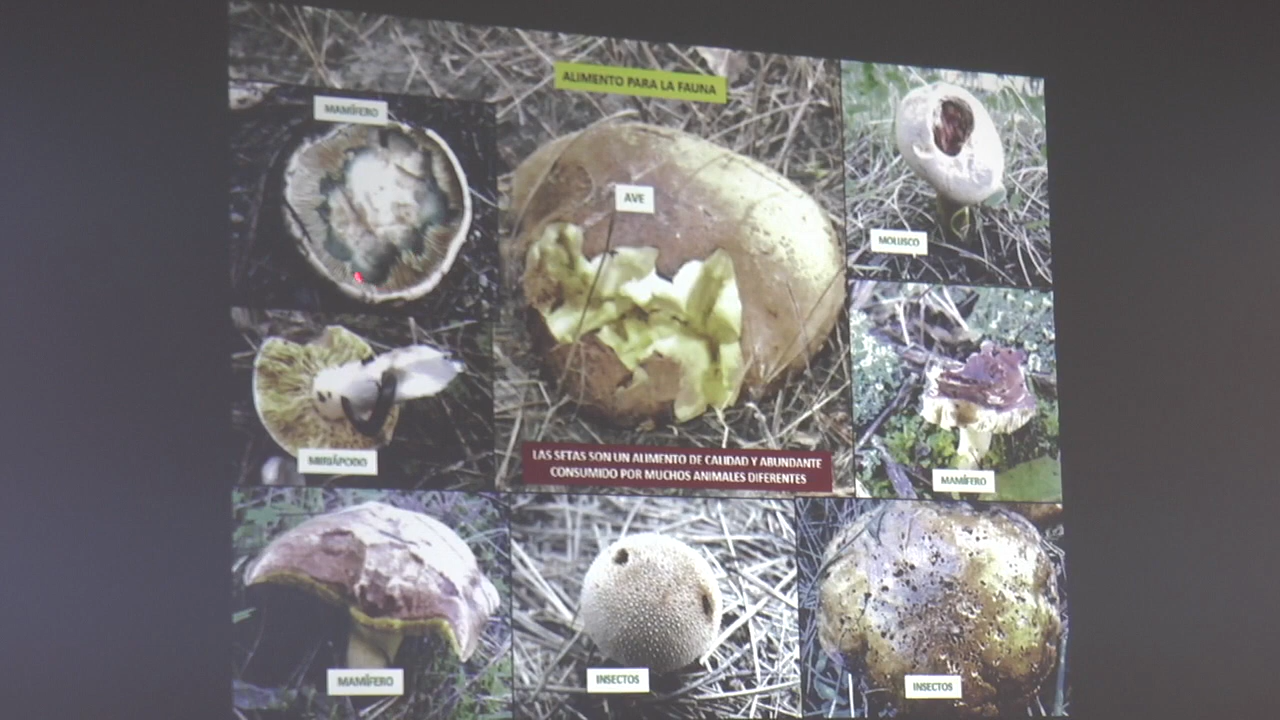 ALIMENTO PARA LA FAUNA
MAMÍFERO
AVE
MOLUSCO
MIRIÁPODO
LAS SETAS SON UN ALIMENTO DE CALIDAD Y ABUNDANTE
CONSUMIDO POR MUCHOS ANIMALES DIFERENTES
MAMÍFERO
MAMÍFERO
INSECTOS
INSECTOS